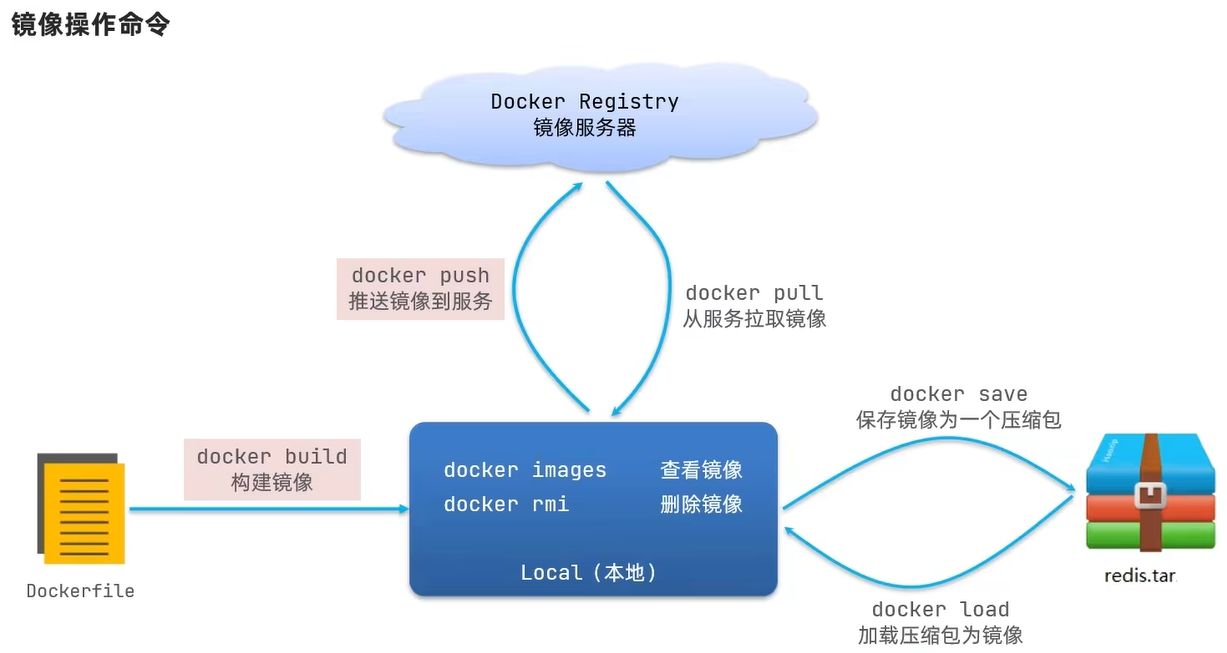 镜像操作命令
Docker Registry
镜像服务器
docker push
推送镜像到服务
docker pull
从服务拉取镜像
docker save
保存镜像为一个压缩包
docker build
构建镜像
docker images 查看镜像
docker rmi 删除镜像
Local（本地）
Dockerfile
redis.tar
docker load
加载压缩包为镜像